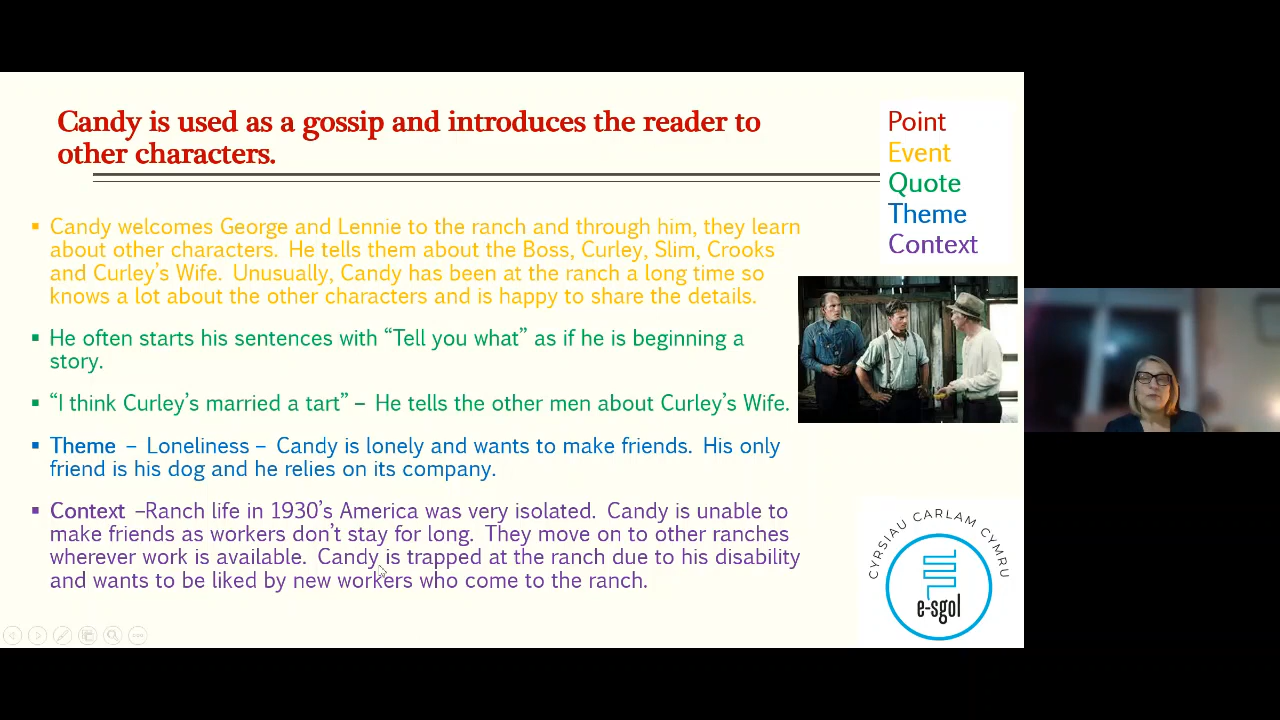 Candy is used as a gossip and introduces the reader to
other characters.
Point
Event
Quote
Theme
Context
▪ Candy welcomes George and Lennie to the ranch and through him, they learn
about other characters. He tells them about the Boss, Curley, Slim, Crooks
and Curley’s Wife. Unusually, Candy has been at the ranch a long time so
knows a lot about the other characters and is happy to share the details.
▪ He often starts his sentences with “Tell you what” as if he is beginning a
story.
▪ “I think Curley’s married a tart” – He tells the other men about Curley’s Wife.
▪ Theme – Loneliness – Candy is lonely and wants to make friends. His only
friend is his dog and he relies on its company.
▪ Context –Ranch life in 1930’s America was very isolated. Candy is unable to
make friends as workers don’t stay for long. They move on to other ranches
wherever work is available. Candy is trapped at the ranch due to his disability
and wants to be liked by new workers who come to the ranch.
CYRSIAU CARLAM CYMRU
e-sgol